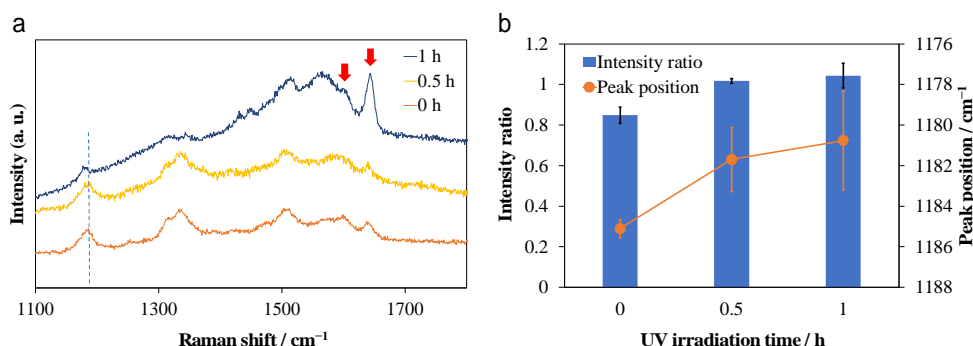 a
1 h
0.5 h
0 h
Intensity (a. u.)
1100
1300
1500
1700
Raman shift / cm⁻¹
b
1.2
1
0.8
0.6
0.4
0.2
0
Intensity ratio
Intensity ratio
Peak position
1176
1178
1180
1182
1184
1186
1188
Peak position / cm⁻¹
0
0.5
1
UV irradiation time / h